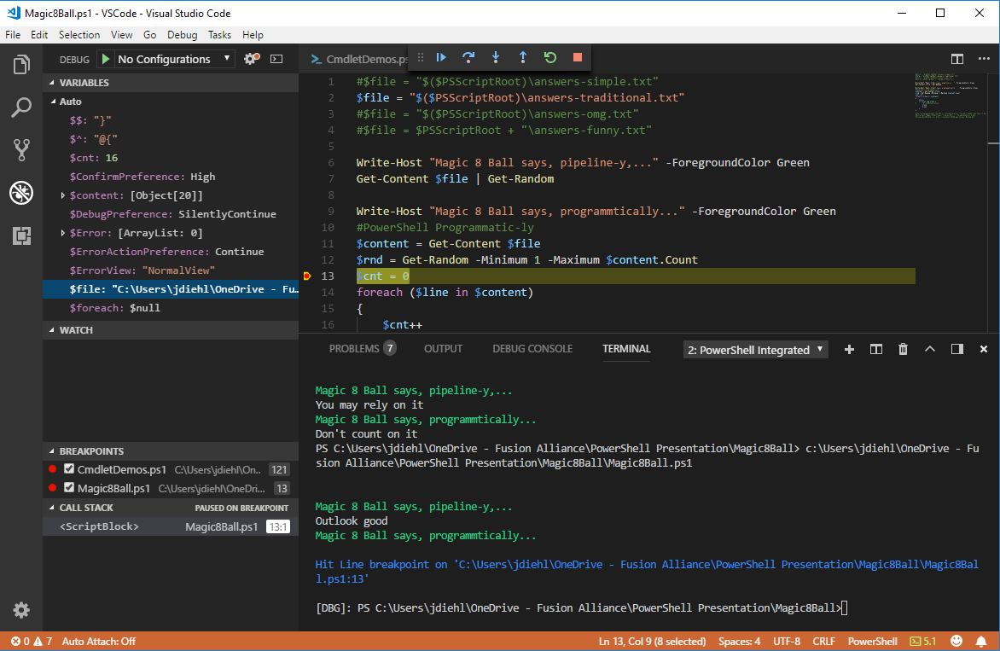 Magic8Ball.ps1 - VSCode - Visual Studio Code
File Edit Selection View Go Debug Tasks Help
DEBUG No Configurations
CmdletDemos.ps
VARIABLES
Auto
$$: "}"
$^: "@{"
$cnt: 16
$ConfirmPreference: High
$content: [Object[20]]
$DebugPreference: SilentlyContinue
$Error: [ArrayList: 0]
$ErrorActionPreference: Continue
$ErrorView: "NormalView"
$file: "C:\Users\jdiehl\OneDrive - Fu...
$foreach: $null
WATCH
BREAKPOINTS
CmdletDemos.ps1 C:\Users\jdiehl\On... 121
Magic8Ball.ps1 C:\Users\jdiehl\OneDri... 13
CALL STACK PAUSED ON BREAKPOINT
<ScriptBlock> Magic8Ball.ps1 13:1
1 #$file = "$($PSScriptRoot)\answers-simple.txt"
2 $file = "$($PSScriptRoot)\answers-traditional.txt"
3 #$file = "$($PSScriptRoot)\answers-omg.txt"
4 #$file = $PSScriptRoot + "\answers-funny.txt"
5
6 Write-Host "Magic 8 Ball says, pipeline-y,..." -ForegroundColor Green
7 Get-Content $file | Get-Random
8
9 Write-Host "Magic 8 Ball says, programmtically..." -ForegroundColor Green
10 #PowerShell Programmatic-ly
11 $content = Get-Content $file
12 $rnd = Get-Random -Minimum 1 -Maximum $content.Count
13 $cnt = 0
14 foreach ($line in $content)
15 {
16 $cnt++
PROBLEMS 7 OUTPUT DEBUG CONSOLE TERMINAL 2: PowerShell Integrated
Magic 8 Ball says, pipeline-y,...
You may rely on it
Magic 8 Ball says, programmtically...
Don't count on it
PS C:\Users\jdiehl\OneDrive - Fusion Alliance\PowerShell Presentation\Magic8Ball> c:\Users\jdiehl\OneDrive - Fu
sion Alliance\PowerShell Presentation\Magic8Ball\Magic8Ball.ps1
Magic 8 Ball says, pipeline-y,...
Outlook good
Magic 8 Ball says, programmtically...
Hit Line breakpoint on 'C:\Users\jdiehl\OneDrive - Fusion Alliance\PowerShell Presentation\Magic8Ball\Magic8Bal
l.ps1:13'
[DBG]: PS C:\Users\jdiehl\OneDrive - Fusion Alliance\PowerShell Presentation\Magic8Ball>
0 7 Auto Attach: Off Ln 13, Col 9 (8 selected) Spaces: 4 UTF-8 CRLF PowerShell 5.1